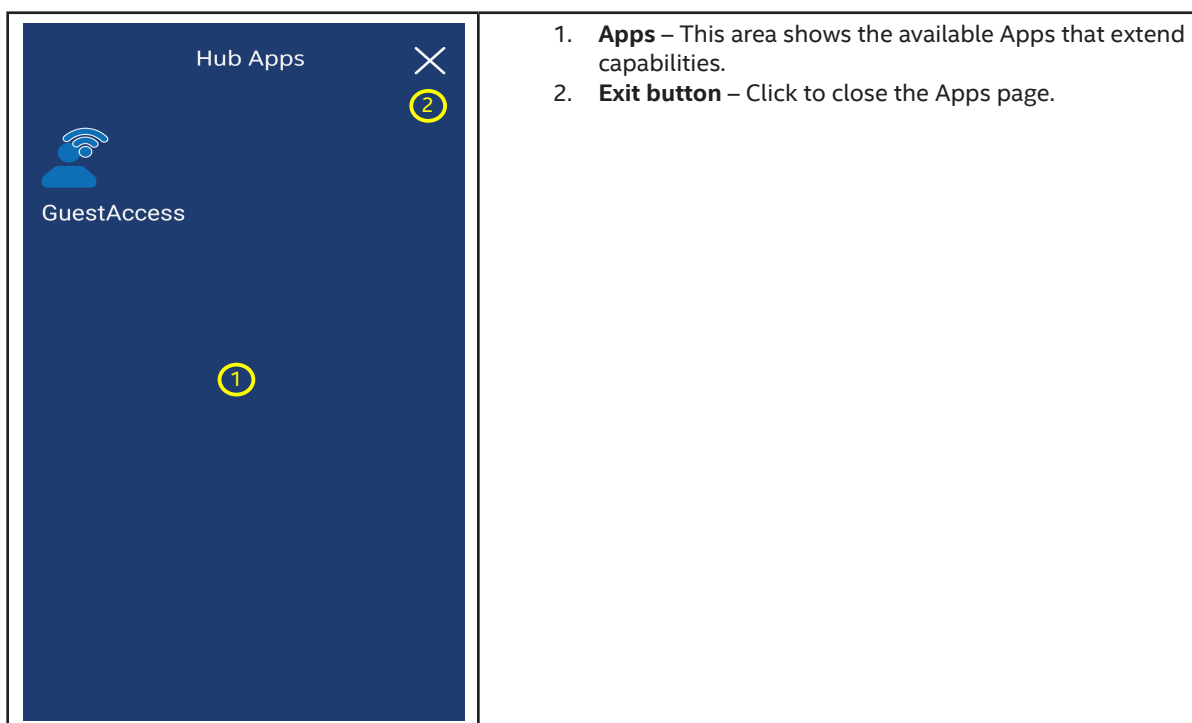 Hub Apps
2
GuestAccess
1
1. Apps – This area shows the available Apps that extend
capabilities.
2. Exit button – Click to close the Apps page.